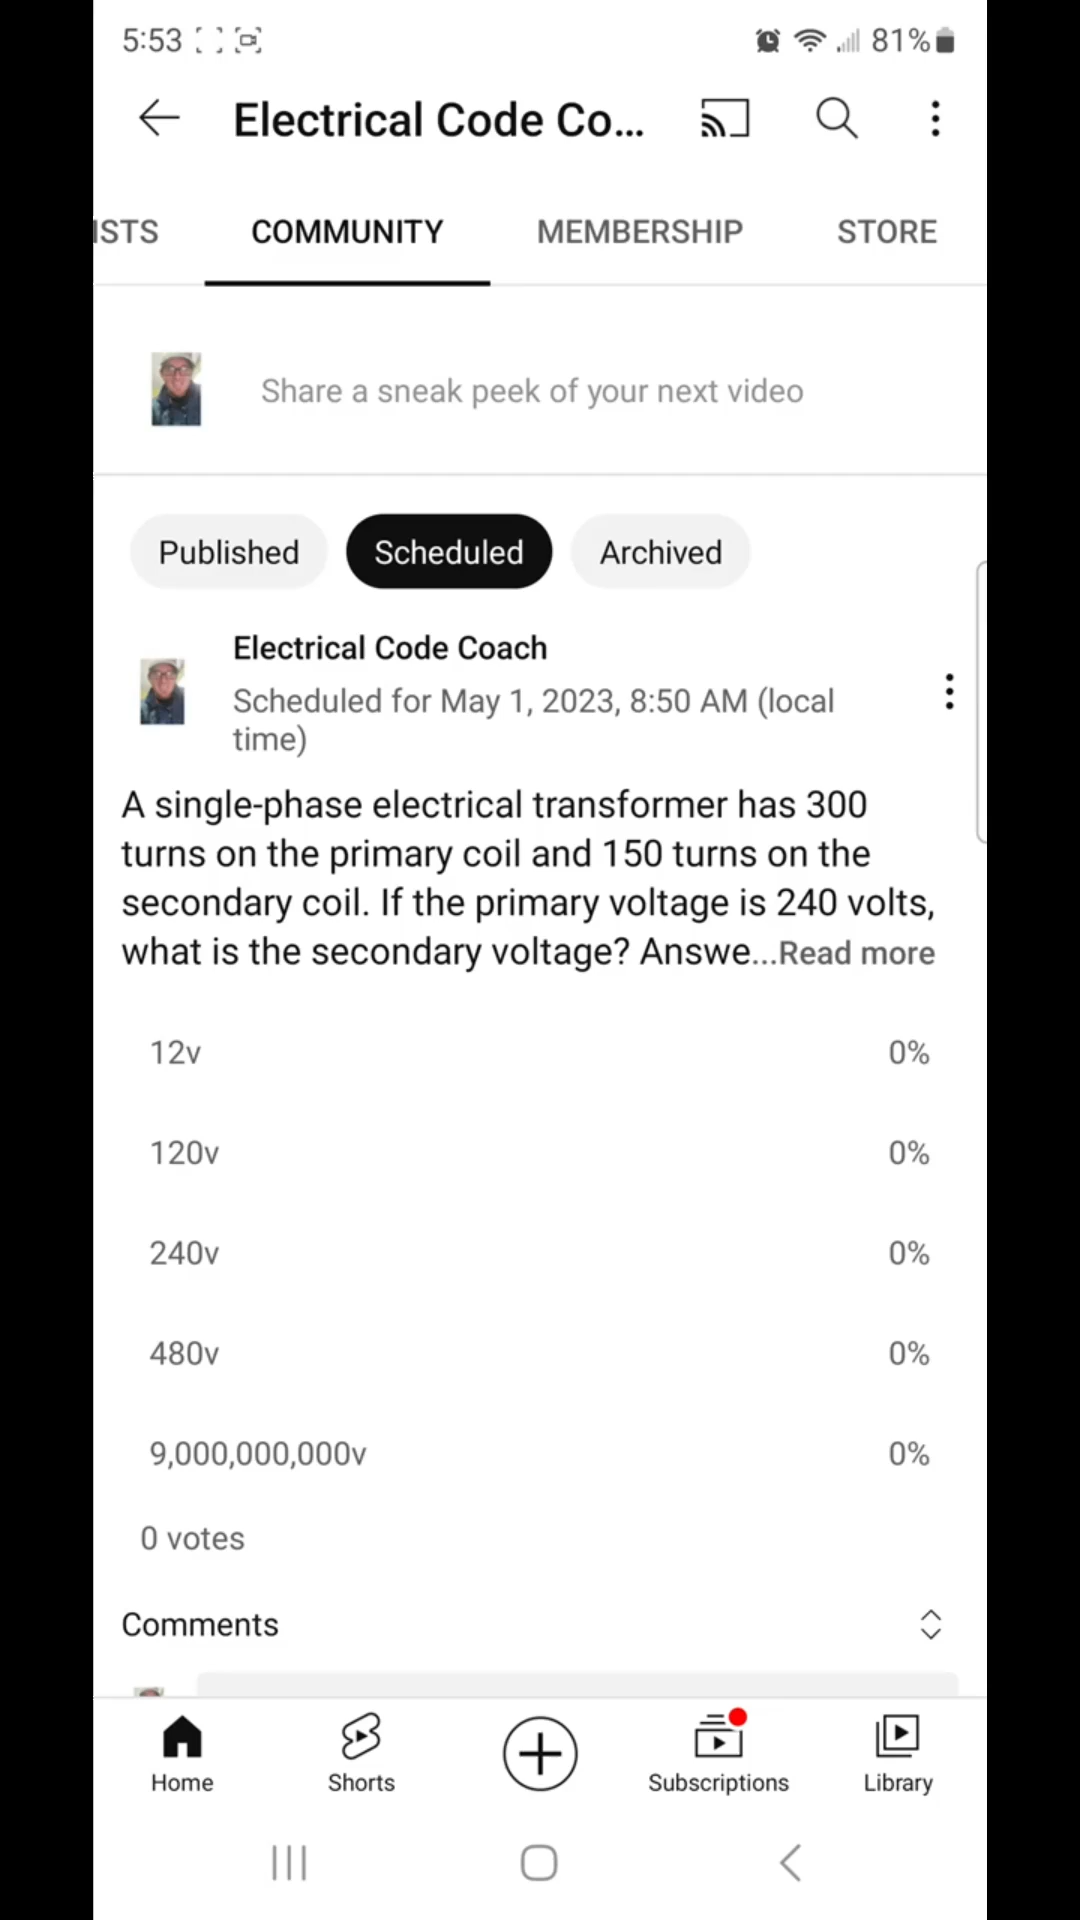 5:53 81%
Electrical Code Co...
ISTS COMMUNITY MEMBERSHIP STORE
Share a sneak peek of your next video
Published Scheduled Archived
Electrical Code Coach
Scheduled for May 1, 2023, 8:50 AM (local
time)
A single-phase electrical transformer has 300
turns on the primary coil and 150 turns on the
secondary coil. If the primary voltage is 240 volts,
what is the secondary voltage? Answe...Read more
12v 0%
120v 0%
240v 0%
480v 0%
9,000,000,000v 0%
0 votes
Comments
Home Shorts Subscriptions Library